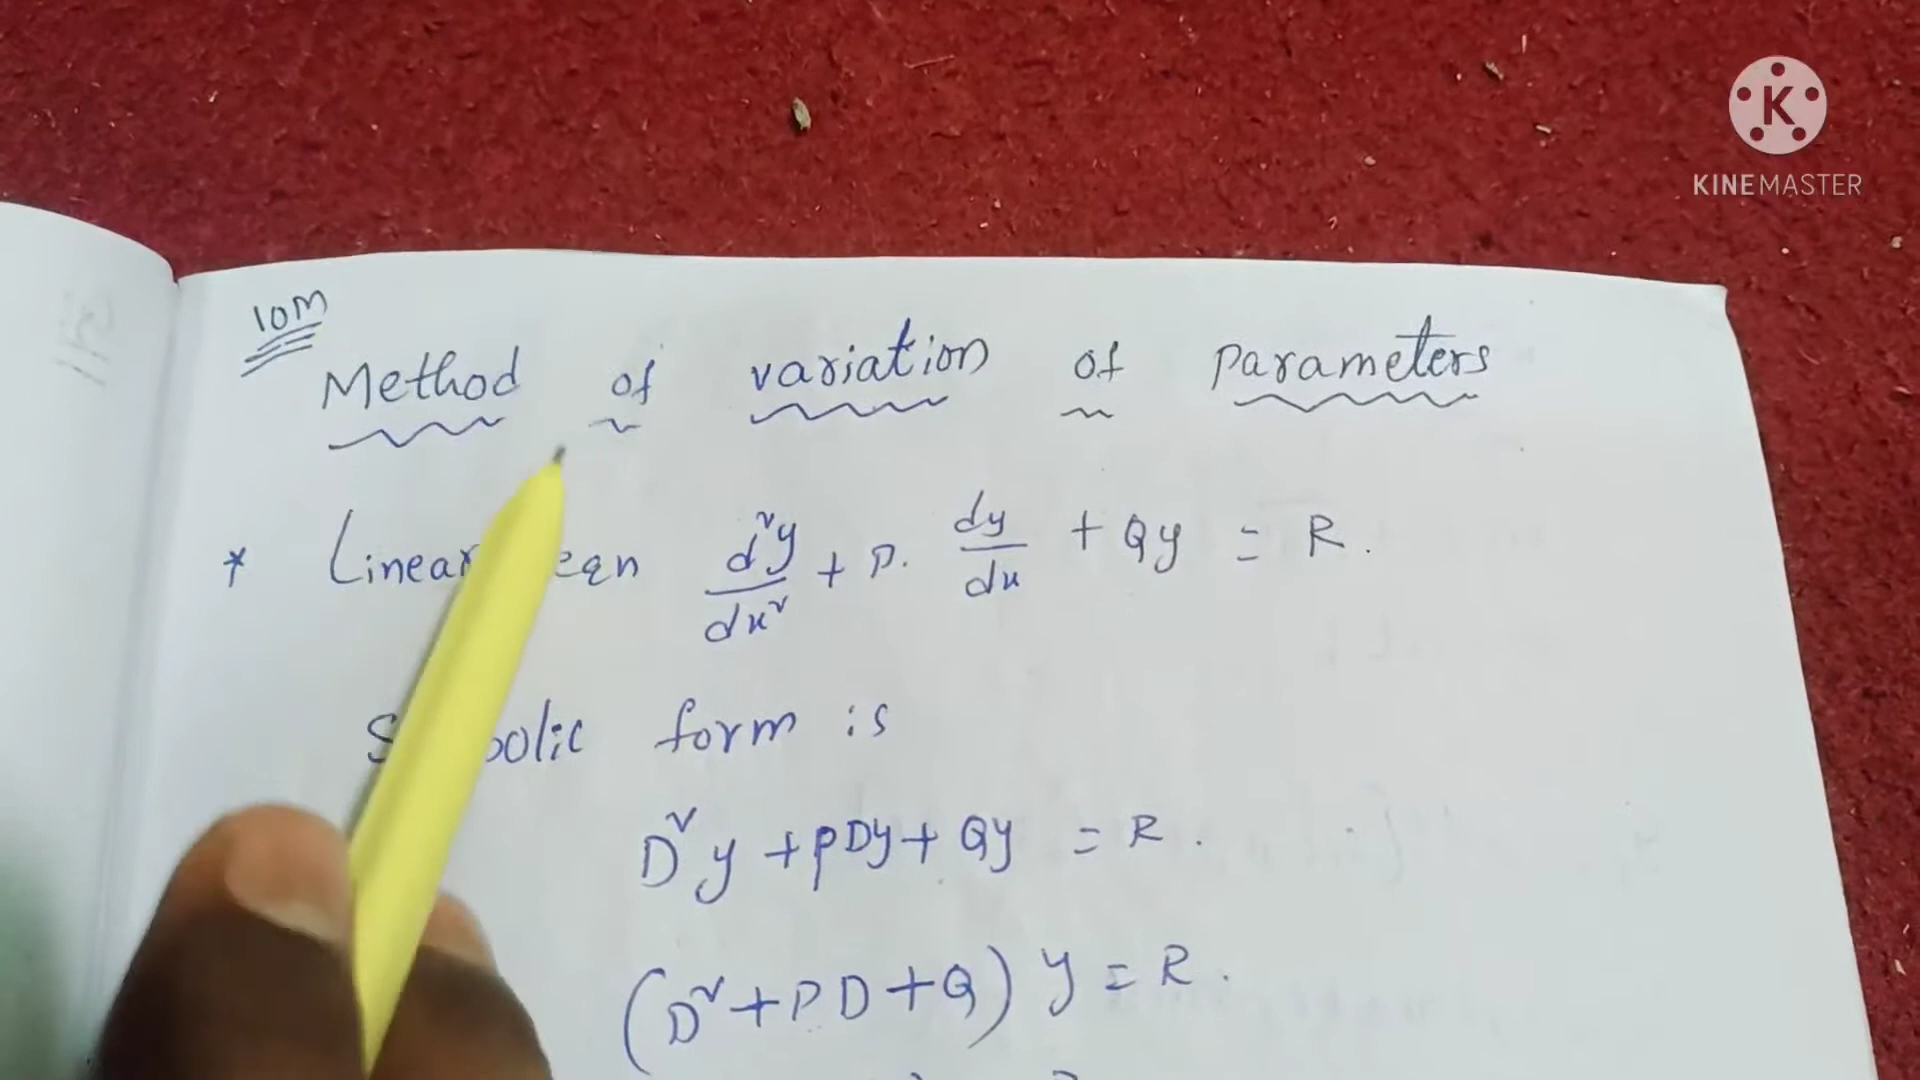 K
KINEMASTER
10M
Method of variation of parameters
* Linear eqn d²y/dx² + P. dy/dx + Qy = R.
form is
D²y + PDy + Qy = R.
(D² + PD + Q) y = R.